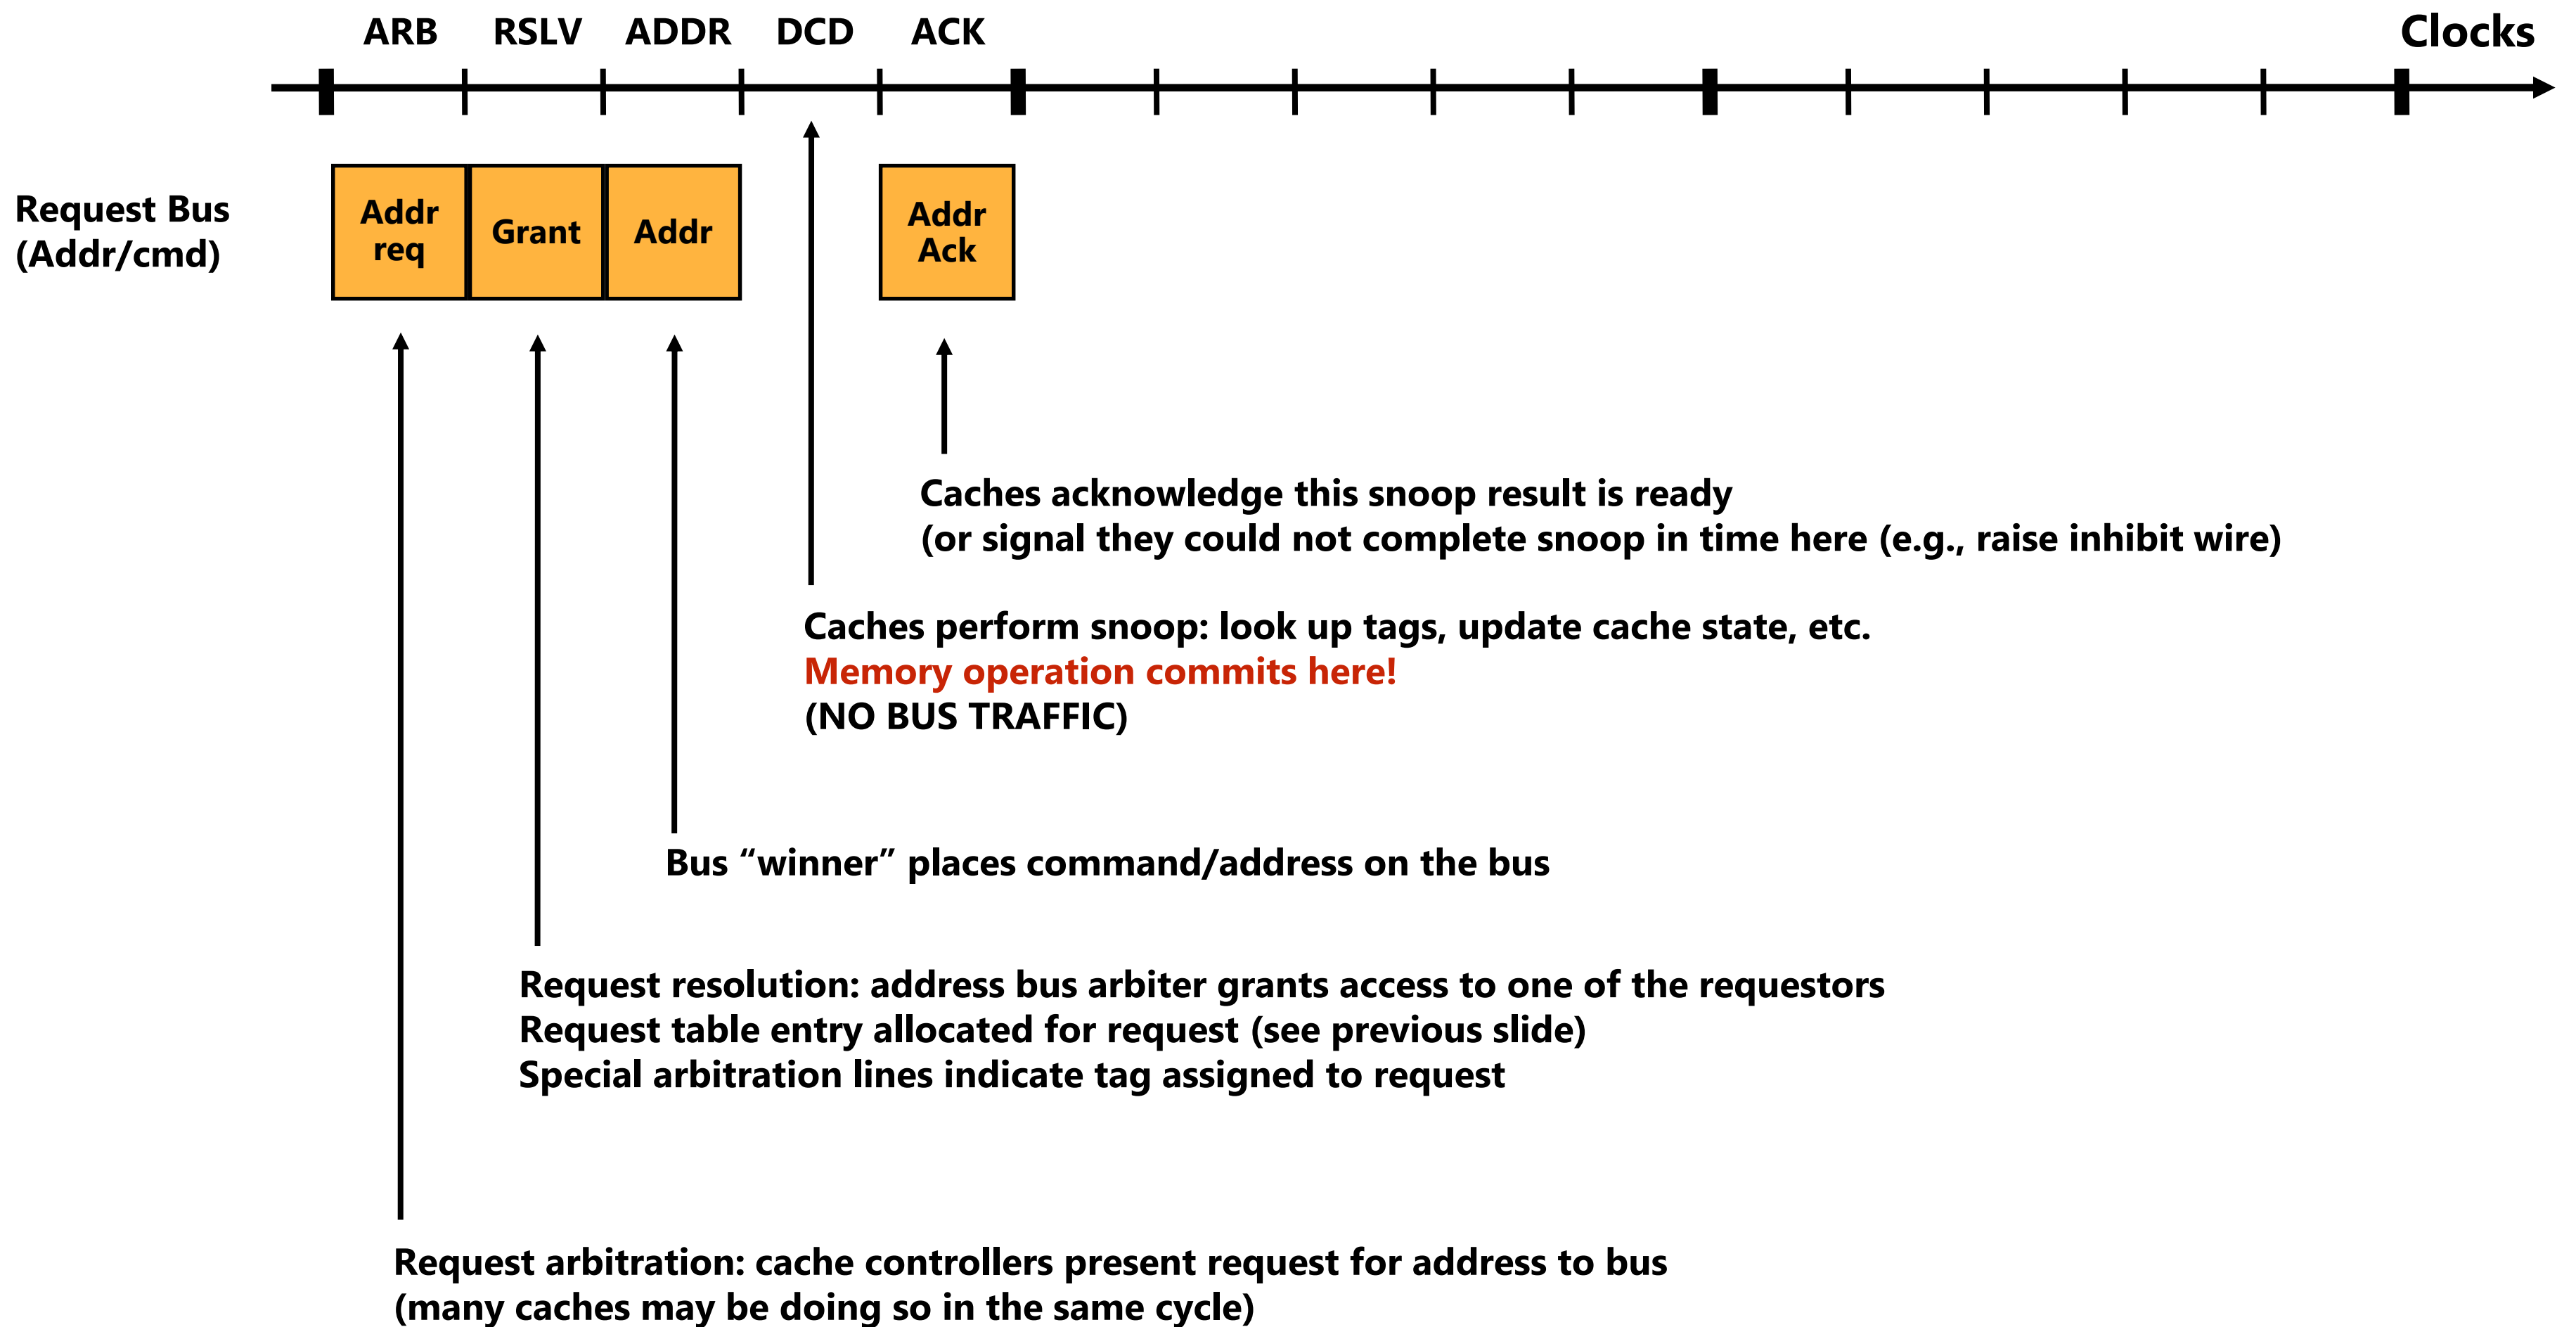 ARB RSLV ADDR DCD ACK Clocks
Request Bus
(Addr/cmd)
Addr
req
Grant
Addr
Addr
Ack
Caches acknowledge this snoop result is ready
(or signal they could not complete snoop in time here (e.g., raise inhibit wire)
Caches perform snoop: look up tags, update cache state, etc.
Memory operation commits here!
(NO BUS TRAFFIC)
Bus “winner” places command/address on the bus
Request resolution: address bus arbiter grants access to one of the requestors
Request table entry allocated for request (see previous slide)
Special arbitration lines indicate tag assigned to request
Request arbitration: cache controllers present request for address to bus
(many caches may be doing so in the same cycle)